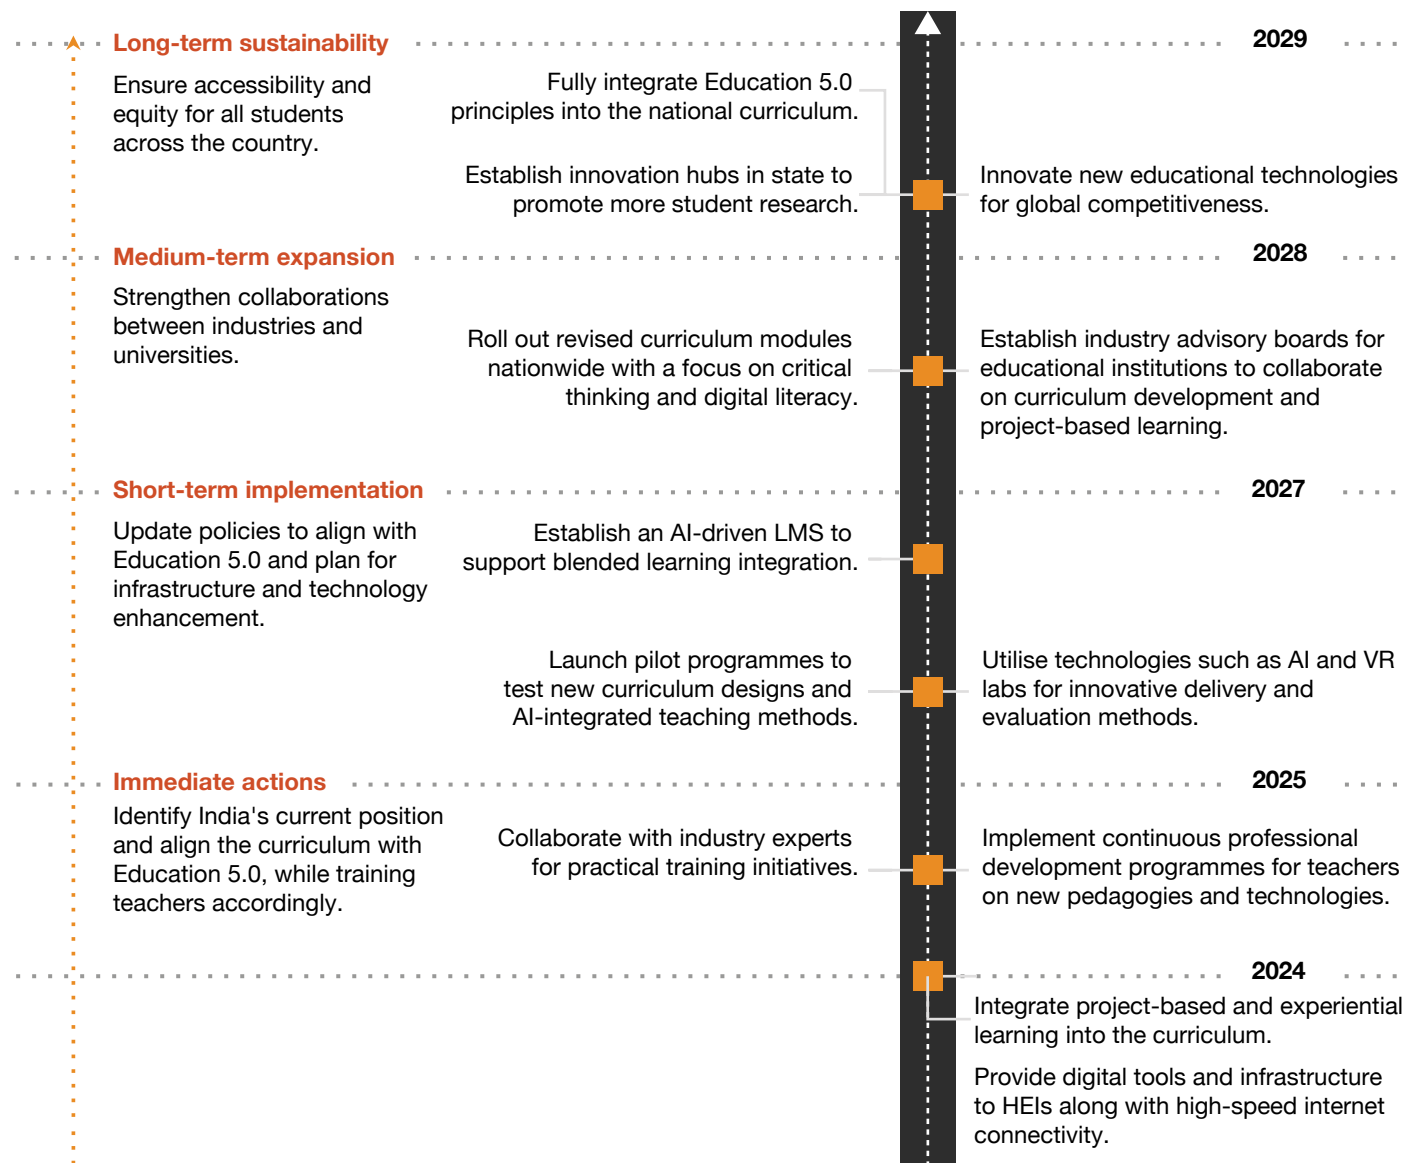 Long-term sustainability
2029
Ensure accessibility and
equity for all students
across the country.
Fully integrate Education 5.0
principles into the national curriculum.
Establish innovation hubs in state to
promote more student research.
Innovate new educational technologies
for global competitiveness.
Medium-term expansion
2028
Strengthen collaborations
between industries and
universities.
Roll out revised curriculum modules
nationwide with a focus on critical
thinking and digital literacy.
Establish industry advisory boards for
educational institutions to collaborate
on curriculum development and
project-based learning.
Short-term implementation
2027
Update policies to align with
Education 5.0 and plan for
infrastructure and technology
enhancement.
Establish an AI-driven LMS to
support blended learning integration.
Launch pilot programmes to
test new curriculum designs and
AI-integrated teaching methods.
Utilise technologies such as AI and VR
labs for innovative delivery and
evaluation methods.
Immediate actions
2025
Identify India's current position
and align the curriculum with
Education 5.0, while training
teachers accordingly.
Collaborate with industry experts
for practical training initiatives.
Implement continuous professional
development programmes for teachers
on new pedagogies and technologies.
2024
Integrate project-based and experiential
learning into the curriculum.
Provide digital tools and infrastructure
to HEIs along with high-speed internet
connectivity.